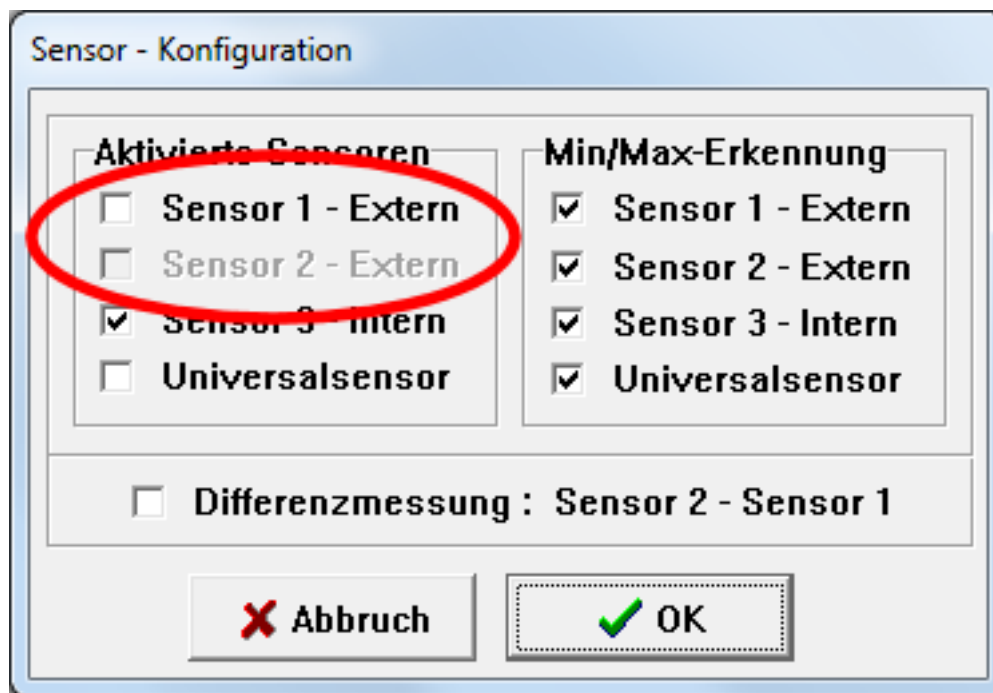 Sensor - Konfiguration
Aktivierte Sensoren
Sensor 1 - Extern
Sensor 2 - Extern
Sensor 3 - Intern
Universalsensor
Min/Max-Erkennung
Sensor 1 - Extern
Sensor 2 - Extern
Sensor 3 - Intern
Universalsensor
Differenzmessung : Sensor 2 - Sensor 1
Abbruch
OK